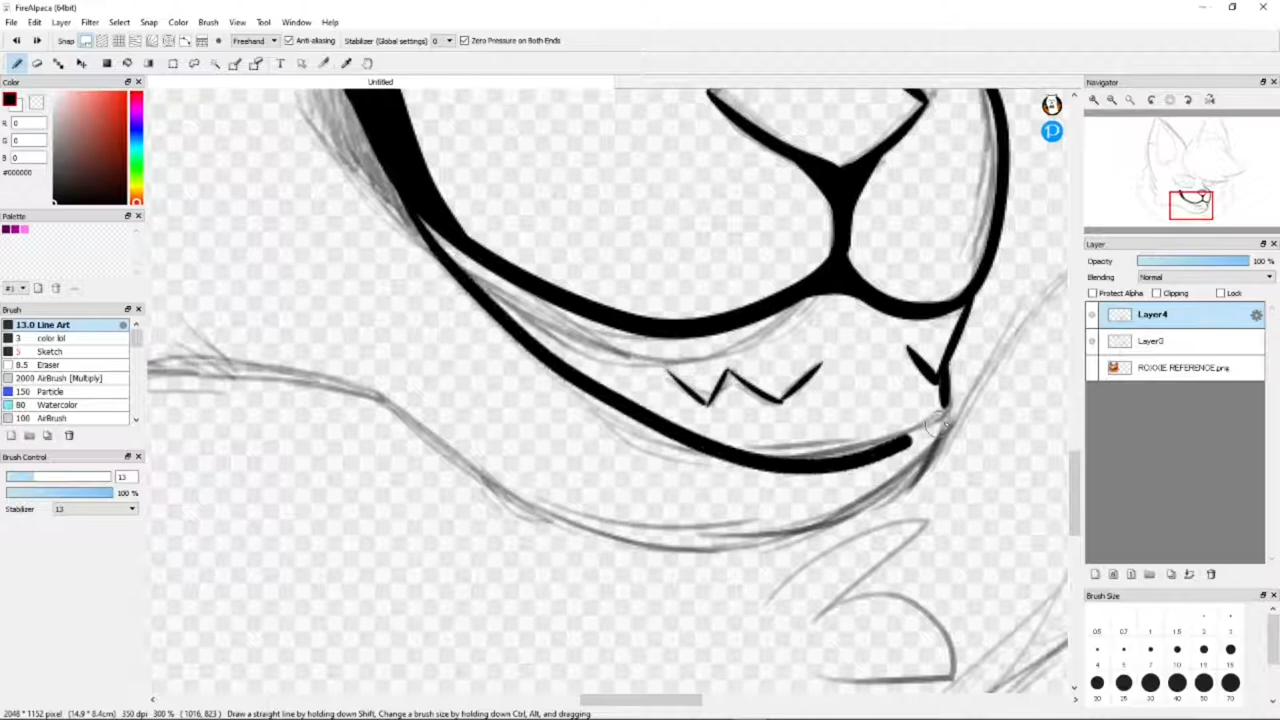 FireAlpaca (64bit)
File Edit Layer Filter Select Snap Color Brush View Tool Window Help
Snap Freehand Anti-aliasing Stabilizer (Global settings) 0 Zero Pressure on Both Ends
Untitled
Color
R 0
G 0
B 0
#000000
Palette
Brush
13.0 Line Art
3 color lol
5 Sketch
8.5 Eraser
2000 AirBrush [Multiply]
150 Particle
80 Watercolor
100 AirBrush
Brush Control
13
100 %
Stabilizer 13
Navigator
Layer
Opacity 100 %
Blending Normal
Protect Alpha Clipping Lock
Layer4
Layer3
ROXXIE REFERENCE.png
Brush Size
0.5 0.7 1 1.5 2 3
4 5 7 10 15
20 25 30 40 50 70
2048 * 1152 pixel (14.9 * 8.4cm) 350 dpi 300 % ( 1016, 823 ) Draw a straight line by holding down Shift, Change a brush size by holding down Ctrl, Alt, and dragging